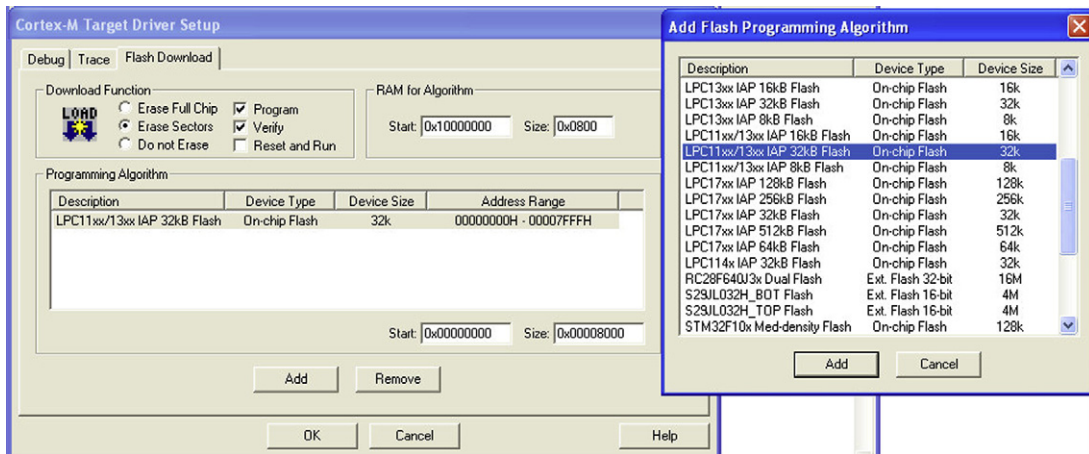 Cortex-M Target Driver Setup
Debug Trace Flash Download
Download Function
LOAD
Erase Full Chip Program
Erase Sectors Verify
Do not Erase Reset and Run
RAM for Algorithm
Start: 0x10000000 Size: 0x0800
Programming Algorithm
Description Device Type Device Size Address Range
LPC11xx/13xx IAP 32kB Flash On-chip Flash 32k 00000000H - 00007FFFH
Start: 0x00000000 Size: 0x00008000
Add Remove
OK Cancel Help
Add Flash Programming Algorithm
Description Device Type Device Size
LPC13xx IAP 16kB Flash On-chip Flash 16k
LPC13xx IAP 32kB Flash On-chip Flash 32k
LPC13xx IAP 8kB Flash On-chip Flash 8k
LPC11xx/13xx IAP 16kB Flash On-chip Flash 16k
LPC11xx/13xx IAP 32kB Flash On-chip Flash 32k
LPC11xx/13xx IAP 8kB Flash On-chip Flash 8k
LPC17xx IAP 128kB Flash On-chip Flash 128k
LPC17xx IAP 256kB Flash On-chip Flash 256k
LPC17xx IAP 32kB Flash On-chip Flash 32k
LPC17xx IAP 512kB Flash On-chip Flash 512k
LPC17xx IAP 64kB Flash On-chip Flash 64k
LPC114x IAP 32kB Flash On-chip Flash 32k
RC28F640J3x Dual Flash Ext. Flash 32-bit 16M
S29JL032H_BOT Flash Ext. Flash 16-bit 4M
S29JL032H_TOP Flash Ext. Flash 16-bit 4M
STM32F10x Med-density Flash On-chip Flash 128k
Add Cancel